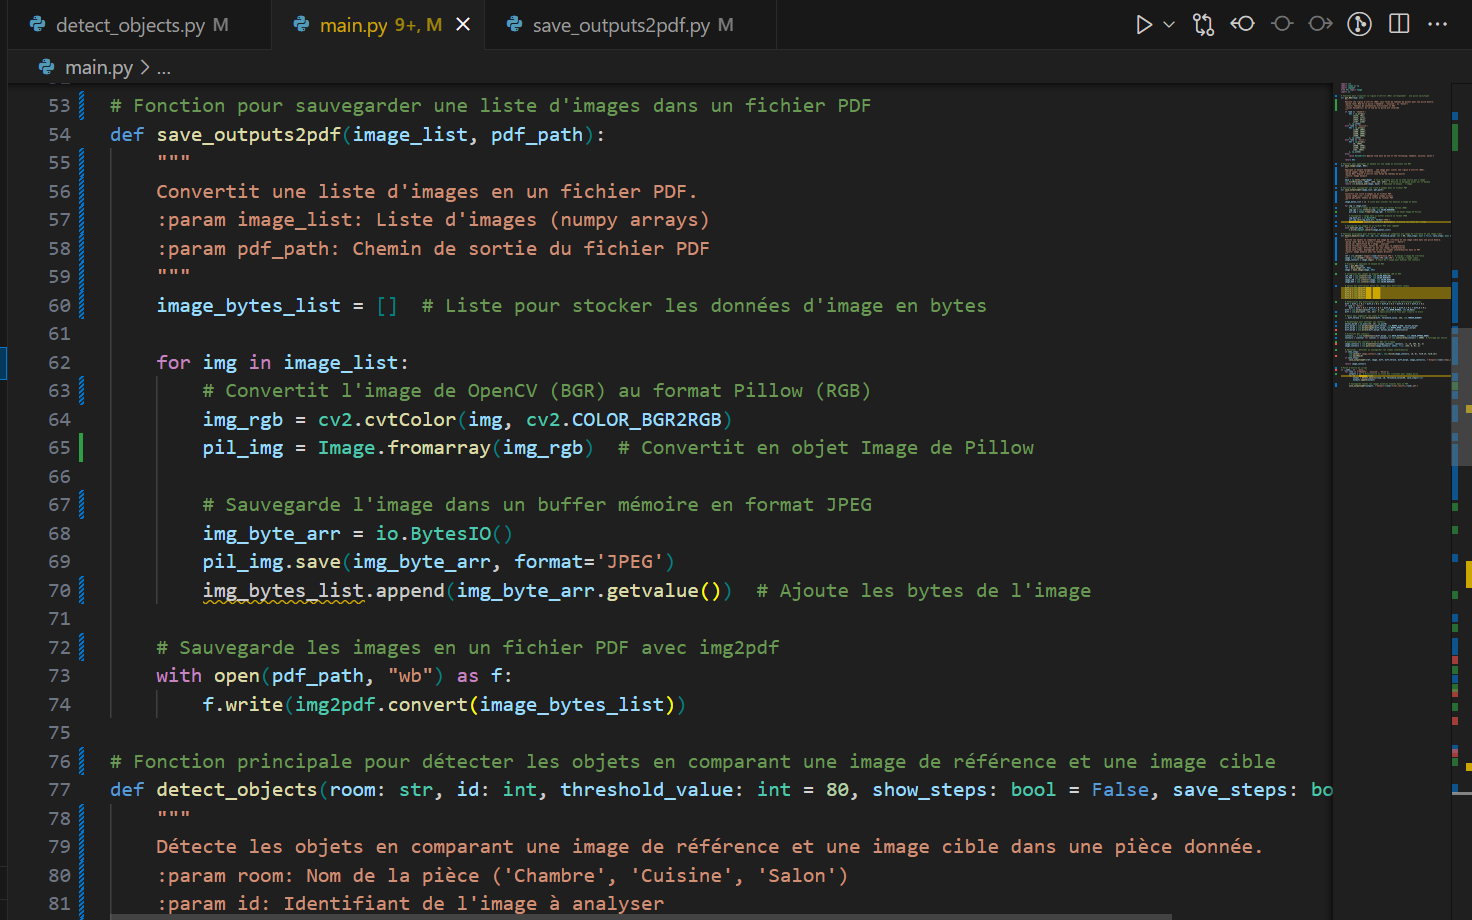 detect_objects.py M
main.py 9+, M
save_outputs2pdf.py M
main.py > ...
53 # Fonction pour sauvegarder une liste d'images dans un fichier PDF
54 def save_outputs2pdf(image_list, pdf_path):
55 """
56 Convertit une liste d'images en un fichier PDF.
57 :param image_list: Liste d'images (numpy arrays)
58 :param pdf_path: Chemin de sortie du fichier PDF
59 """
60 image_bytes_list = []  # Liste pour stocker les données d'image en bytes
61
62 for img in image_list:
63 # Convertit l'image de OpenCV (BGR) au format Pillow (RGB)
64 img_rgb = cv2.cvtColor(img, cv2.COLOR_BGR2RGB)
65 pil_img = Image.fromarray(img_rgb)  # Convertit en objet Image de Pillow
66
67 # Sauvegarde l'image dans un buffer mémoire en format JPEG
68 img_byte_arr = io.BytesIO()
69 pil_img.save(img_byte_arr, format='JPEG')
70 img_bytes_list.append(img_byte_arr.getvalue())  # Ajoute les bytes de l'image
71
72 # Sauvegarde les images en un fichier PDF avec img2pdf
73 with open(pdf_path, "wb") as f:
74 f.write(img2pdf.convert(image_bytes_list))
75
76 # Fonction principale pour détecter les objets en comparant une image de référence et une image cible
77 def detect_objects(room: str, id: int, threshold_value: int = 80, show_steps: bool = False, save_steps: bo
78 """
79 Détecte les objets en comparant une image de référence et une image cible dans une pièce donnée.
80 :param room: Nom de la pièce ('Chambre', 'Cuisine', 'Salon')
81 :param id: Identifiant de l'image à analyser